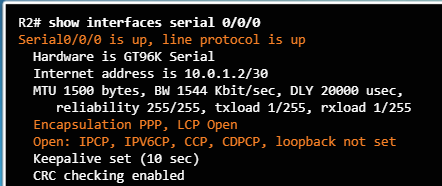 R2# show interfaces serial 0/0/0
Serial0/0/0 is up, line protocol is up
Hardware is GT96K Serial
Internet address is 10.0.1.2/30
MTU 1500 bytes, BW 1544 Kbit/sec, DLY 20000 usec,
reliability 255/255, txload 1/255, rxload 1/255
Encapsulation PPP, LCP Open
Open: IPCP, IPV6CP, CCP, CDPCP, loopback not set
Keepalive set (10 sec)
CRC checking enabled